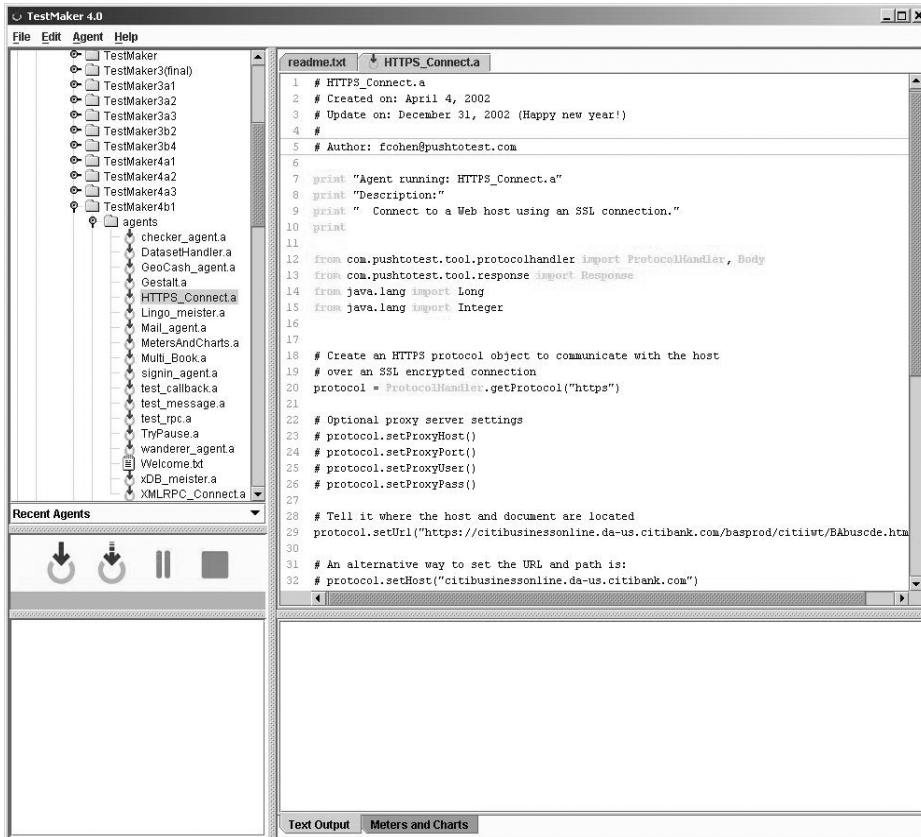 TestMaker 4.0
File Edit Agent Help
TestMaker
TestMaker3(final)
TestMaker3a1
TestMaker3a2
TestMaker3a3
TestMaker3b2
TestMaker3b4
TestMaker4a1
TestMaker4a2
TestMaker4a3
TestMaker4b1
agents
checker_agent.a
DatasetHandler.a
GeoCash_agent.a
Gestalt.a
HTTPS_Connect.a
Lingo_meister.a
Mail_agent.a
MetersAndCharts.a
Multi_Book.a
signin_agent.a
test_callback.a
test_message.a
test_rpc.a
TryPause.a
wanderer_agent.a
Welcome.txt
xDB_meister.a
XMLRPC_Connect.a
Recent Agents
readme.txt HTTPS_Connect.a
1 # HTTPS_Connect.a
2 # Created on: April 4, 2002
3 # Update on: December 31, 2002 (Happy new year!)
4 #
5 # Author: fcohen@pushtotest.com
6
7 print "Agent running: HTTPS_Connect.a"
8 print "Description:"
9 print "  Connect to a Web host using an SSL connection."
10 print
11
12 from com.pushtotest.tool.protocolhandler import ProtocolHandler, Body
13 from com.pushtotest.tool.response import Response
14 from java.lang import Long
15 from java.lang import Integer
16
17
18 # Create an HTTPS protocol object to communicate with the host
19 # over an SSL encrypted connection
20 protocol = ProtocolHandler.getProtocol("https")
21
22 # Optional proxy server settings
23 # protocol.setProxyHost()
24 # protocol.setProxyPort()
25 # protocol.setProxyUser()
26 # protocol.setProxyPass()
27
28 # Tell it where the host and document are located
29 protocol.setUrl("https://citibusinessonline.da-us.citibank.com/basprod/citiiwt/BAbuscde.htm
30
31 # An alternative way to set the URL and path is:
32 # protocol.setHost("citibusinessonline.da-us.citibank.com")
Text Output Meters and Charts